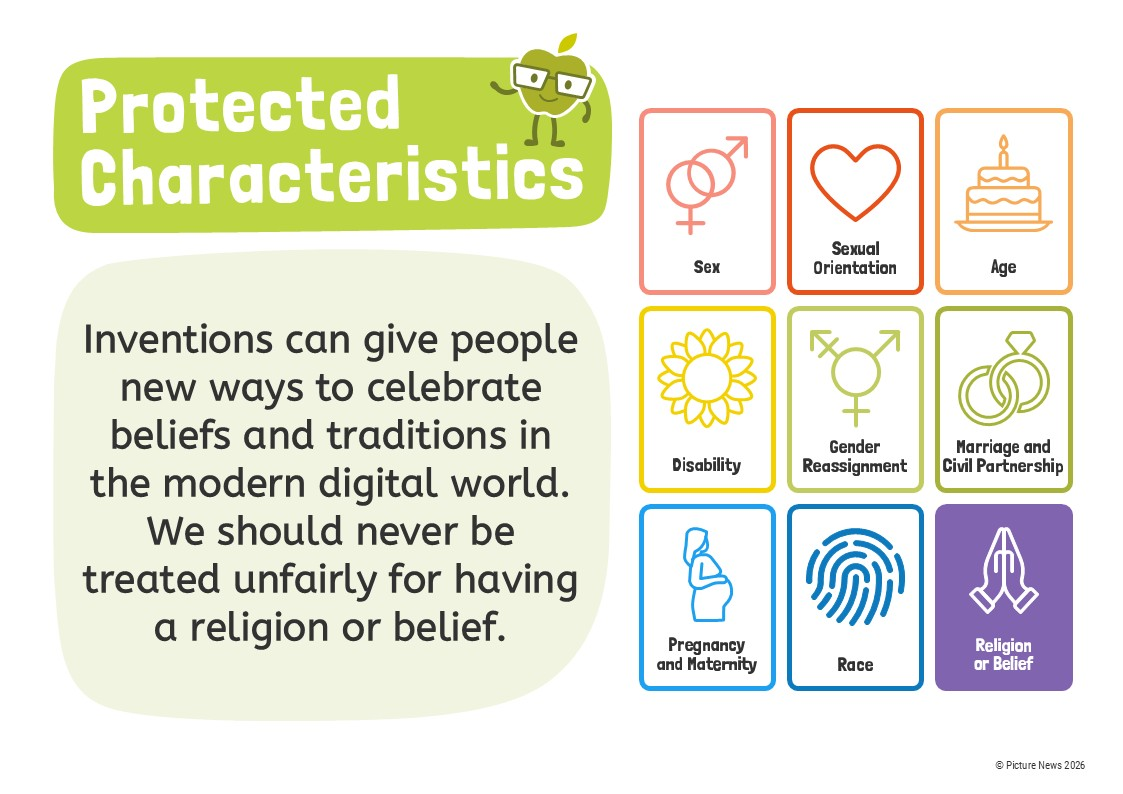 Protected
Characteristics
Inventions can give people
new ways to celebrate
beliefs and traditions in
the modern digital world.
We should never be
treated unfairly for having
a religion or belief.
Sex
Sexual
Orientation
Age
Disability
Gender
Reassignment
Marriage and
Civil Partnership
Pregnancy
and Maternity
Race
Religion
or Belief
© Picture News 2026